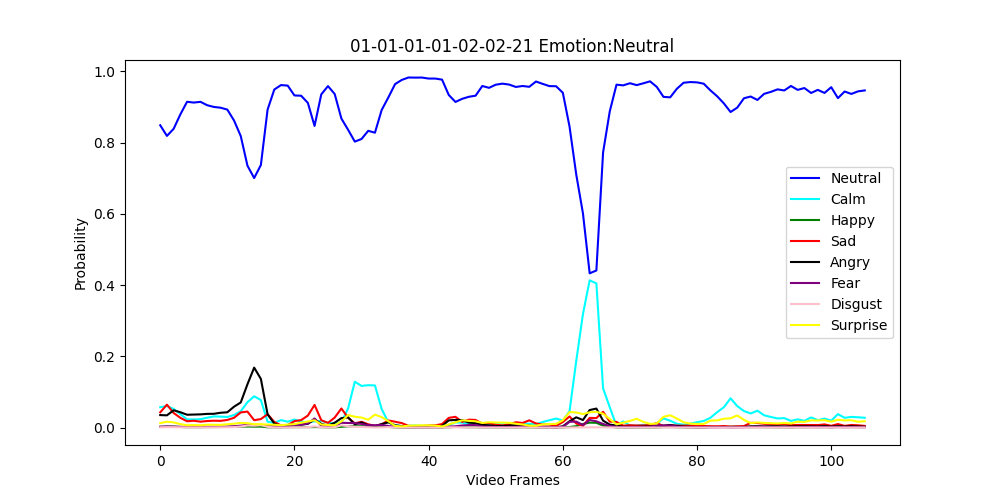 01-01-01-01-02-02-21 Emotion:Neutral
1.0
0.8
0.6
0.4
0.2
0.0
Probability
0
20
40
60
80
100
Video Frames
Neutral
Calm
Happy
Sad
Angry
Fear
Disgust
Surprise